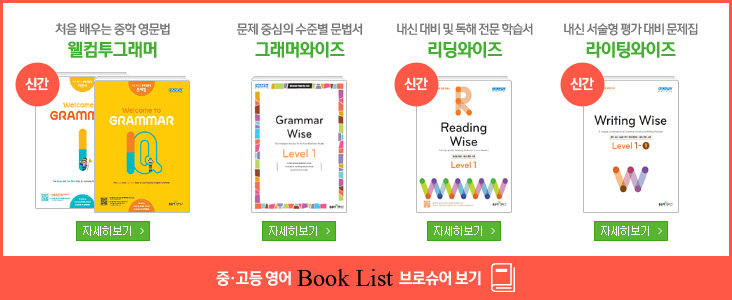 처음 배우는 중학 영문법
웰컴투그래머
문제 중심의 수준별 문법서
그래머와이즈
내신 대비 및 독해 전문 학습서
리딩와이즈
내신 서술형 평가 대비 문제집
라이팅와이즈
신간
Welcome to
GRAMMAR
Welcome to
GRAMMAR
Grammar
Wise
Level 1
신간
Reading
Wise
Level 1
신간
Writing Wise
Level 1-1
자세히보기 >
자세히보기 >
자세히보기 >
자세히보기 >
중·고등 영어 Book List 브로슈어 보기